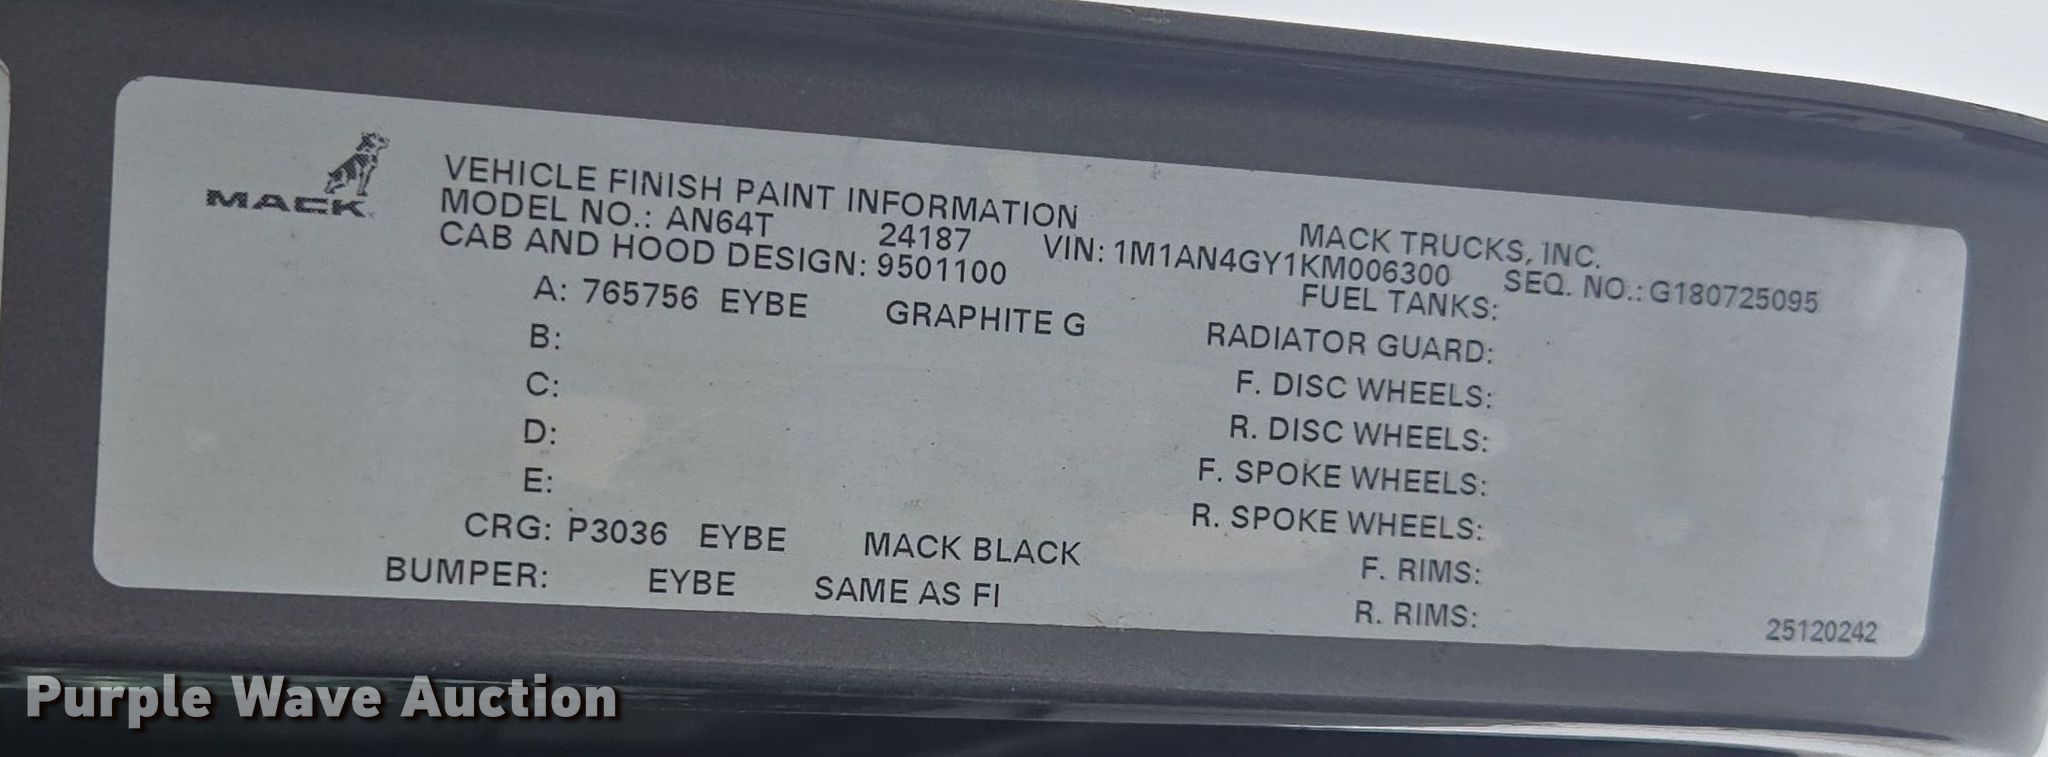 MACK
VEHICLE FINISH PAINT INFORMATION
MACK TRUCKS, INC.
MODEL NO.: AN64T 24187 VIN: 1M1AN4GY1KM006300 SEQ. NO.: G180725095
CAB AND HOOD DESIGN: 9501100
FUEL TANKS:
A: 765756 EYBE GRAPHITE G
RADIATOR GUARD:
B:
F. DISC WHEELS:
C:
R. DISC WHEELS:
D:
F. SPOKE WHEELS:
E:
R. SPOKE WHEELS:
CRG: P3036 EYBE MACK BLACK
F. RIMS:
BUMPER: EYBE SAME AS FI
R. RIMS:
25120242
Purple Wave Auction